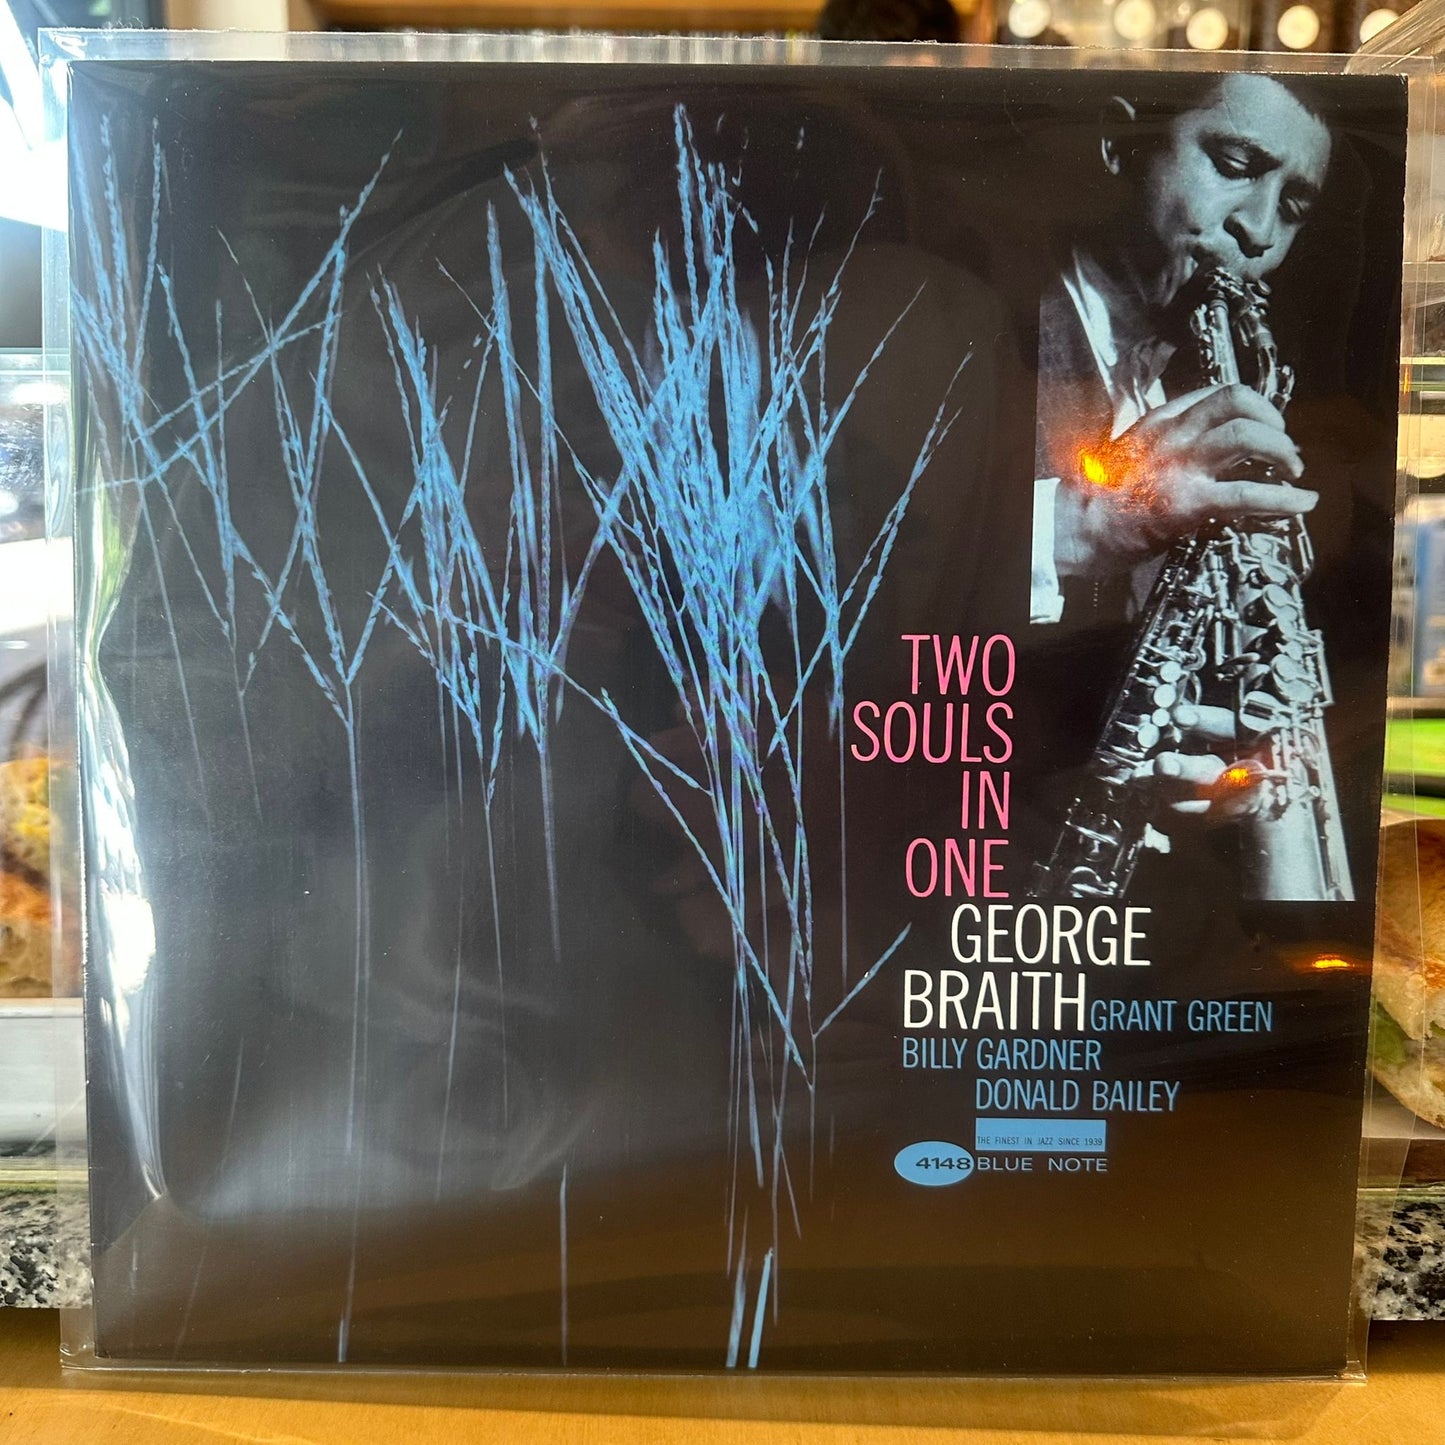 TWO
SOULS
IN
ONE
GEORGE
BRAITH GRANT GREEN
BILLY GARDNER
DONALD BAILEY
THE FINEST IN JAZZ SINCE 1939
4148 BLUE NOTE